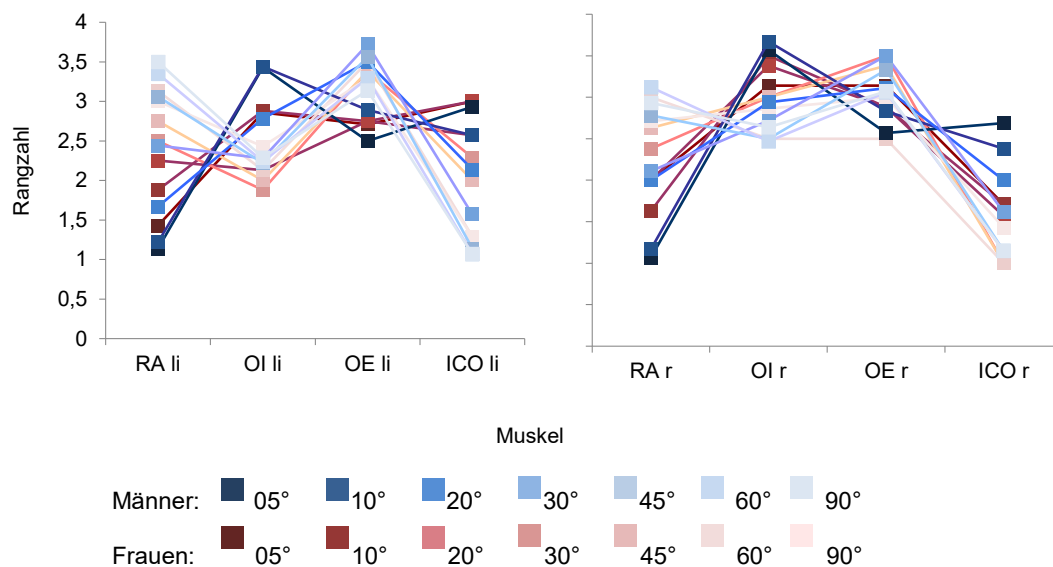 4
3,5
3
2,5
2
1,5
1
0,5
0
Rangzahl
RA li OI li OE li ICO li
RA r OI r OE r ICO r
Muskel
Männer: 05° 10° 20° 30° 45° 60° 90°
Frauen: 05° 10° 20° 30° 45° 60° 90°